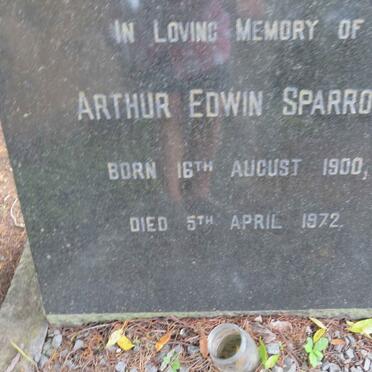 IN LOVING MEMORY OF
ARTHUR EDWIN SPARRO
BORN 16TH AUGUST 1900,
DIED 5TH APRIL 1972.